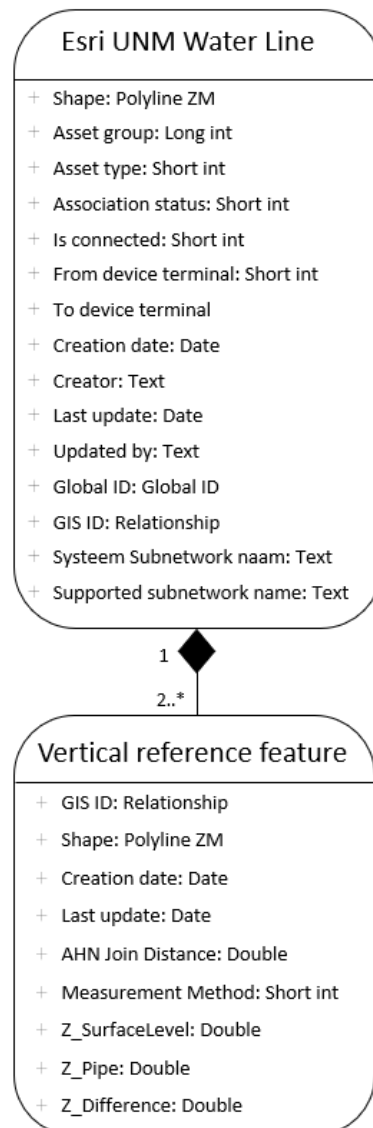 Esri UNM Water Line
+ Shape: Polyline ZM
+ Asset group: Long int
+ Asset type: Short int
+ Association status: Short int
+ Is connected: Short int
+ From device terminal: Short int
+ To device terminal
+ Creation date: Date
+ Creator: Text
+ Last update: Date
+ Updated by: Text
+ Global ID: Global ID
+ GIS ID: Relationship
+ Systeem Subnetwork naam: Text
+ Supported subnetwork name: Text
1
2..*
Vertical reference feature
+ GIS ID: Relationship
+ Shape: Polyline ZM
+ Creation date: Date
+ Last update: Date
+ AHN Join Distance: Double
+ Measurement Method: Short int
+ Z_SurfaceLevel: Double
+ Z_Pipe: Double
+ Z_Difference: Double